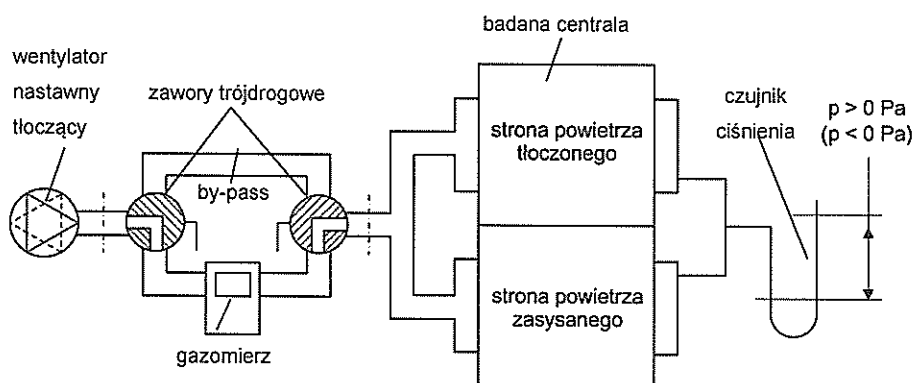 badana centrala
wentylator
nastawny
tłoczący
zawory trójdrogowe
by-pass
gazomierz
strona powietrza
tłoczonego
strona powietrza
zasysanego
czujnik
ciśnienia
p > 0 Pa
(p < 0 Pa)